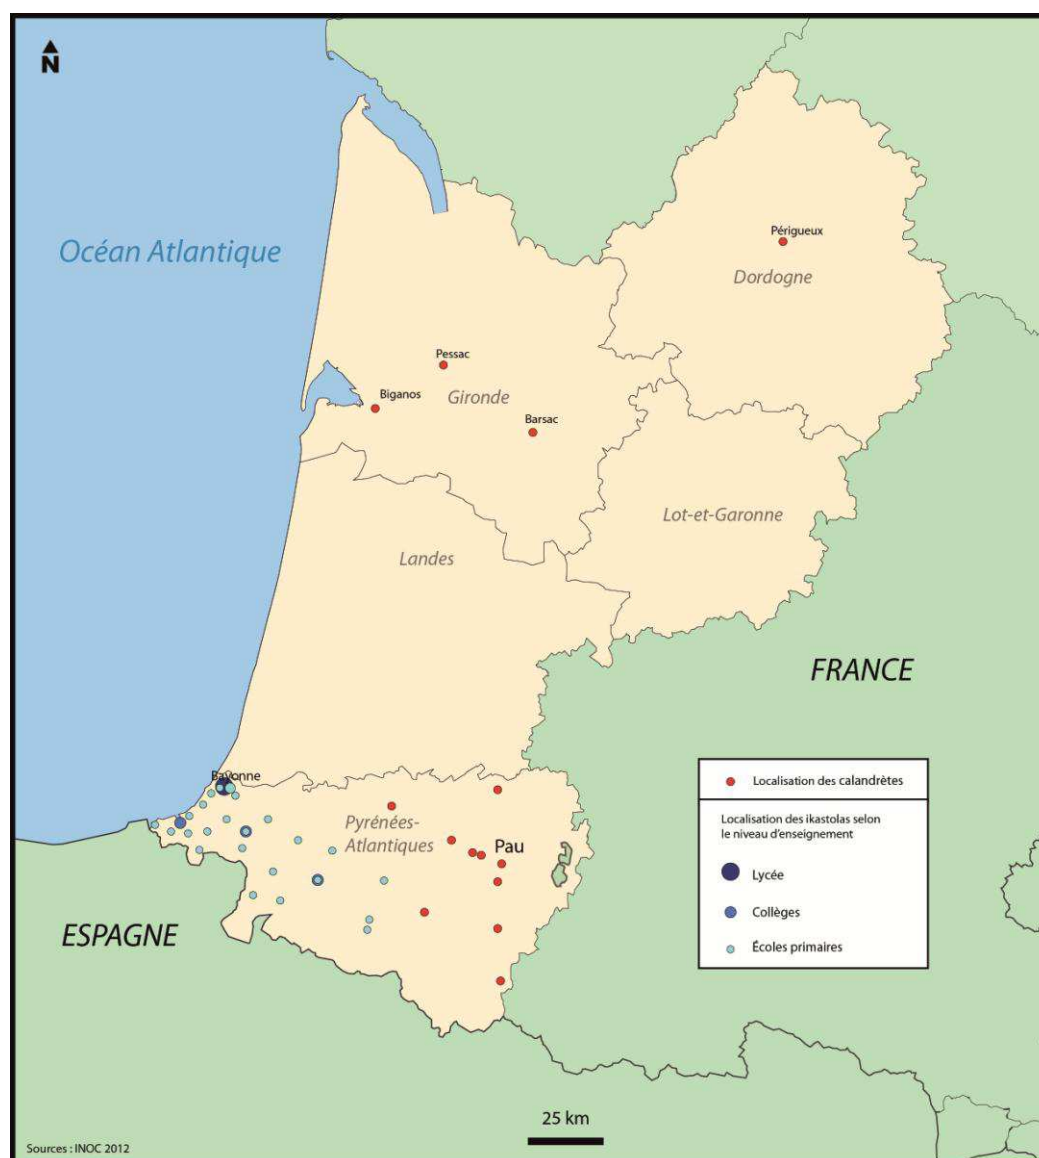 N
Océan Atlantique
Périgueux
Dordogne
Pessac
Biganos
Gironde
Barsac
Lot-et-Garonne
Landes
FRANCE
Bayonne
Pyrénées-
Atlantiques
Pau
ESPAGNE
Localisation des calandrètes
Localisation des ikastolas selon
le niveau d'enseignement
Lycée
Collèges
Écoles primaires
25 km
Sources : INOC 2012